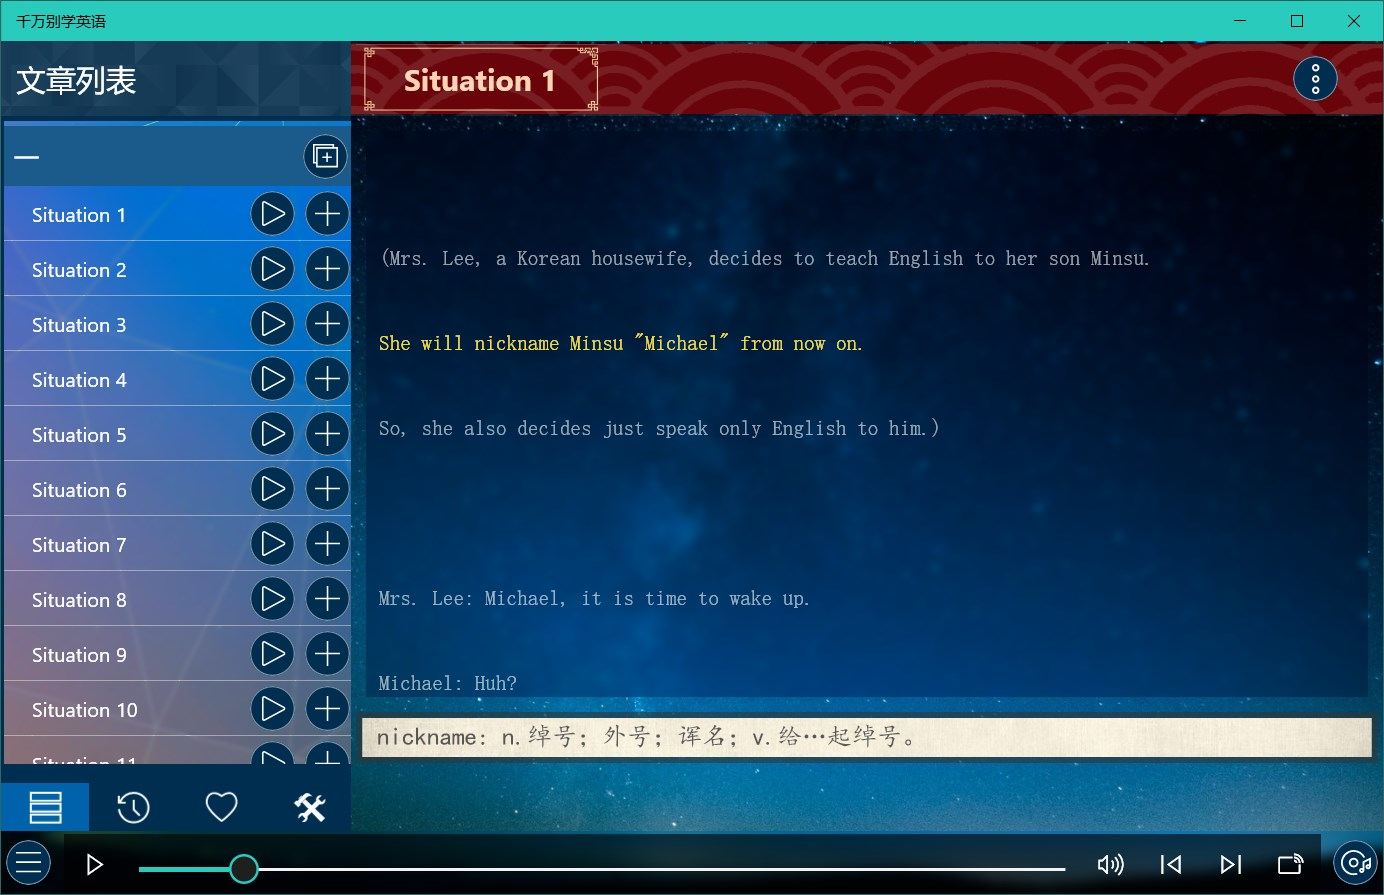 千万别学英语
文章列表
Situation 1
Situation 1
Situation 2
Situation 3
Situation 4
Situation 5
Situation 6
Situation 7
Situation 8
Situation 9
Situation 10
Situation 11
(Mrs. Lee, a Korean housewife, decides to teach English to her son Minsu.
She will nickname Minsu "Michael" from now on.
So, she also decides just speak only English to him.)
Mrs. Lee: Michael, it is time to wake up.
Michael: Huh?
nickname: n.绰号；外号；诨名；v.给…起绰号。